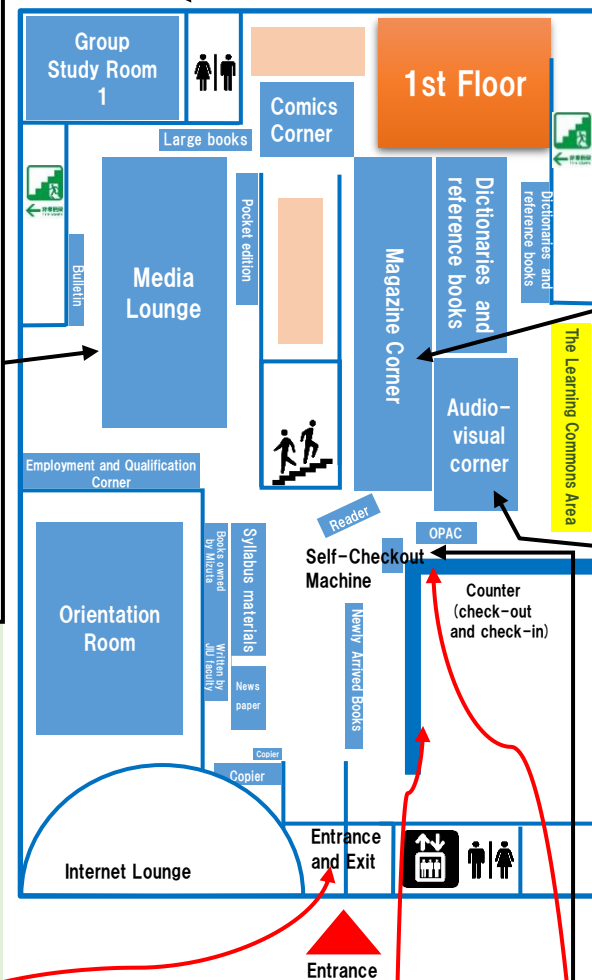 Group
Study Room
1
1st Floor
Comics
Corner
Large books
Pocket edition
Media
Lounge
Bulletin
Magazine Corner
Dictionaries and
reference books
Dictionaries and
reference books
The Learning Commons Area
Audio-
visual
corner
Employment and Qualification
Corner
Reader
OPAC
Self-Checkout
Machine
Counter
(check-out
and check-in)
Orientation
Room
Books owned
by Mizuta
Written by
JIU faculty
Syllabus materials
News
paper
Newly Arrived Books
Copier
Copier
Internet Lounge
Entrance
and Exit
Entrance